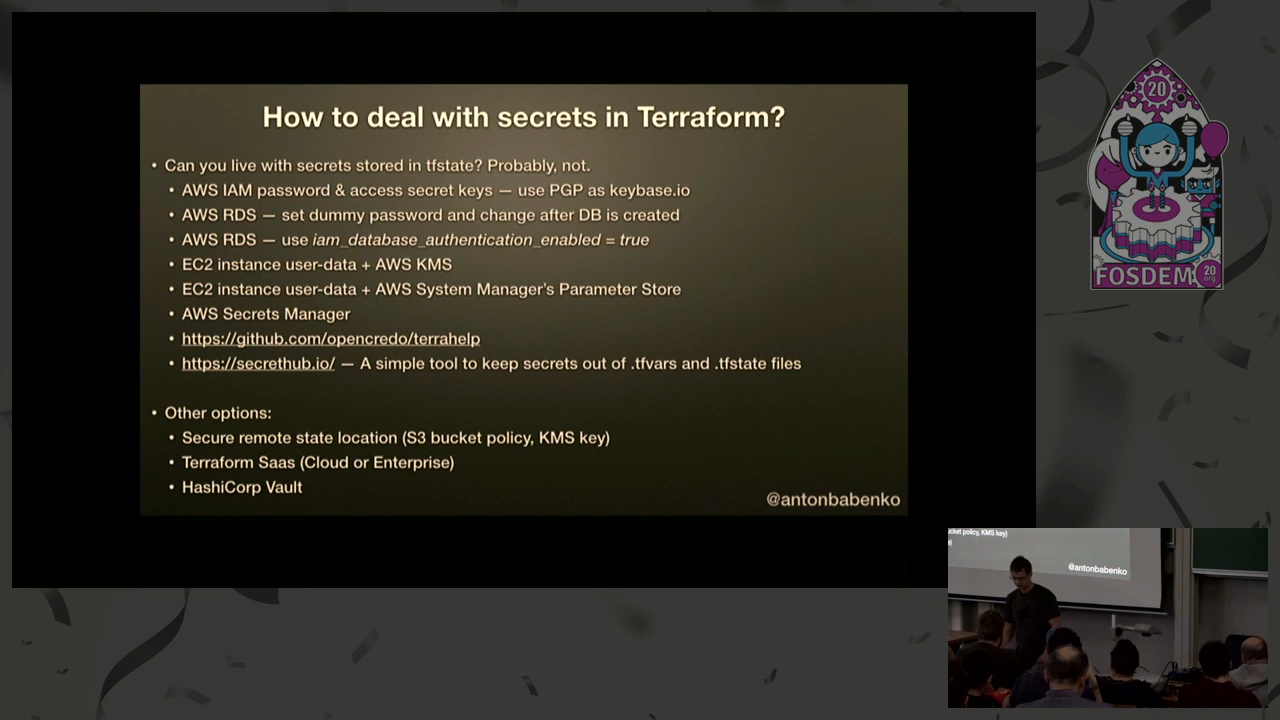 How to deal with secrets in Terraform?
• Can you live with secrets stored in tfstate? Probably, not.
• AWS IAM password & access secret keys — use PGP as keybase.io
• AWS RDS — set dummy password and change after DB is created
• AWS RDS — use iam_database_authentication_enabled = true
• EC2 instance user-data + AWS KMS
• EC2 instance user-data + AWS System Manager's Parameter Store
• AWS Secrets Manager
• https://github.com/opencredo/terrahelp
• https://secrethub.io/ — A simple tool to keep secrets out of .tfvars and .tfstate files
• Other options:
• Secure remote state location (S3 bucket policy, KMS key)
• Terraform Saas (Cloud or Enterprise)
• HashiCorp Vault
@antonbabenko
20
FOSDEM
20
.org
policy, KMS key)
@antonbabenko